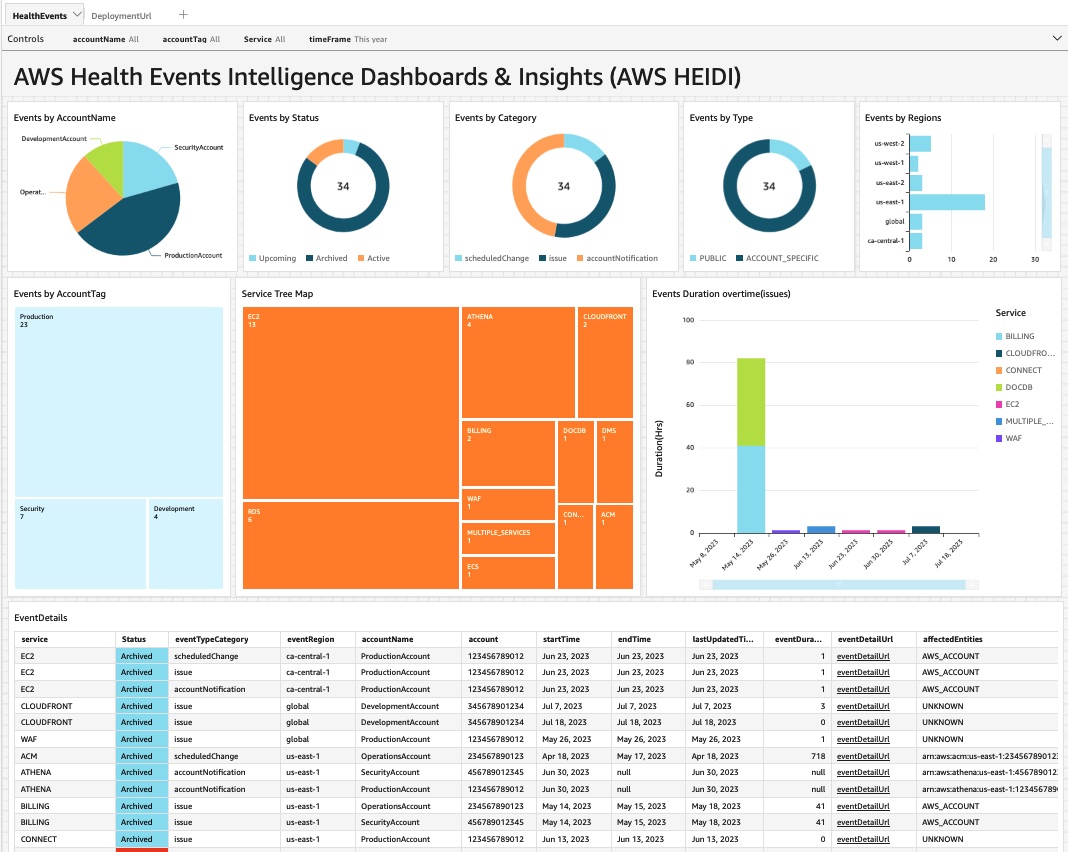 HealthEvents DeploymentUrl +
Controls accountName All accountTag All Service All timeFrame This year
AWS Health Events Intelligence Dashboards & Insights (AWS HEIDI)
Events by AccountName
DevelopmentAccount
SecurityAccount
Operat...
ProductionAccount
Events by Status
34
Upcoming Archived Active
Events by Category
34
scheduledChange issue accountNotification
Events by Type
34
PUBLIC ACCOUNT_SPECIFIC
Events by Regions
us-west-2
us-west-1
us-east-2
us-east-1
global
ca-central-1
0 10 20 30
Events by AccountTag
Production
23
Security
7
Development
4
Service Tree Map
EC2
13
RDS
6
ATHENA
4
CLOUDFRONT
2
BILLING
2
DOCDB
1
DMS
1
WAF
1
MULTIPLE_SERVICES
1
ECS
1
CON...
1
ACM
1
Events Duration overtime(issues)
Duration(Hrs)
100
80
60
40
20
0
May 8, 2023
May 14, 2023
May 26, 2023
Jun 13, 2023
Jun 23, 2023
Jun 30, 2023
Jul 7, 2023
Jul 18, 2023
Service
BILLING
CLOUDFRO...
CONNECT
DOCDB
EC2
MULTIPLE_...
WAF
EventDetails
service Status eventTypeCategory eventRegion accountName account startTime endTime lastUpdatedTi... eventDura... eventDetailUrl affectedEntities
EC2 Archived scheduledChange ca-central-1 ProductionAccount 123456789012 Jun 23, 2023 Jun 23, 2023 Jun 23, 2023 1 eventDetailUrl AWS_ACCOUNT
EC2 Archived issue ca-central-1 ProductionAccount 123456789012 Jun 23, 2023 Jun 23, 2023 Jun 23, 2023 1 eventDetailUrl AWS_ACCOUNT
EC2 Archived accountNotification ca-central-1 ProductionAccount 123456789012 Jun 23, 2023 Jun 23, 2023 Jun 23, 2023 1 eventDetailUrl AWS_ACCOUNT
CLOUDFRONT Archived issue global DevelopmentAccount 345678901234 Jul 7, 2023 Jul 7, 2023 Jul 7, 2023 3 eventDetailUrl UNKNOWN
CLOUDFRONT Archived issue global DevelopmentAccount 345678901234 Jul 18, 2023 Jul 18, 2023 Jul 18, 2023 0 eventDetailUrl UNKNOWN
WAF Archived issue global ProductionAccount 123456789012 May 26, 2023 May 26, 2023 May 26, 2023 1 eventDetailUrl UNKNOWN
ACM Archived scheduledChange us-east-1 OperationsAccount 234567890123 Apr 18, 2023 May 17, 2023 Apr 18, 2023 718 eventDetailUrl arn:aws:acm:us-east-1:234567890123
ATHENA Archived accountNotification us-east-1 SecurityAccount 456789012345 Jun 30, 2023 null Jun 30, 2023 null eventDetailUrl arn:aws:athena:us-east-1:456789012
ATHENA Archived accountNotification us-east-1 ProductionAccount 123456789012 Jun 30, 2023 null Jun 30, 2023 null eventDetailUrl arn:aws:athena:us-east-1:123456789
BILLING Archived issue us-east-1 OperationsAccount 234567890123 May 14, 2023 May 15, 2023 May 18, 2023 41 eventDetailUrl AWS_ACCOUNT
BILLING Archived issue us-east-1 SecurityAccount 456789012345 May 14, 2023 May 15, 2023 May 18, 2023 41 eventDetailUrl AWS_ACCOUNT
CONNECT Archived issue us-east-1 ProductionAccount 123456789012 Jun 13, 2023 Jun 13, 2023 Jun 13, 2023 0 eventDetailUrl UNKNOWN